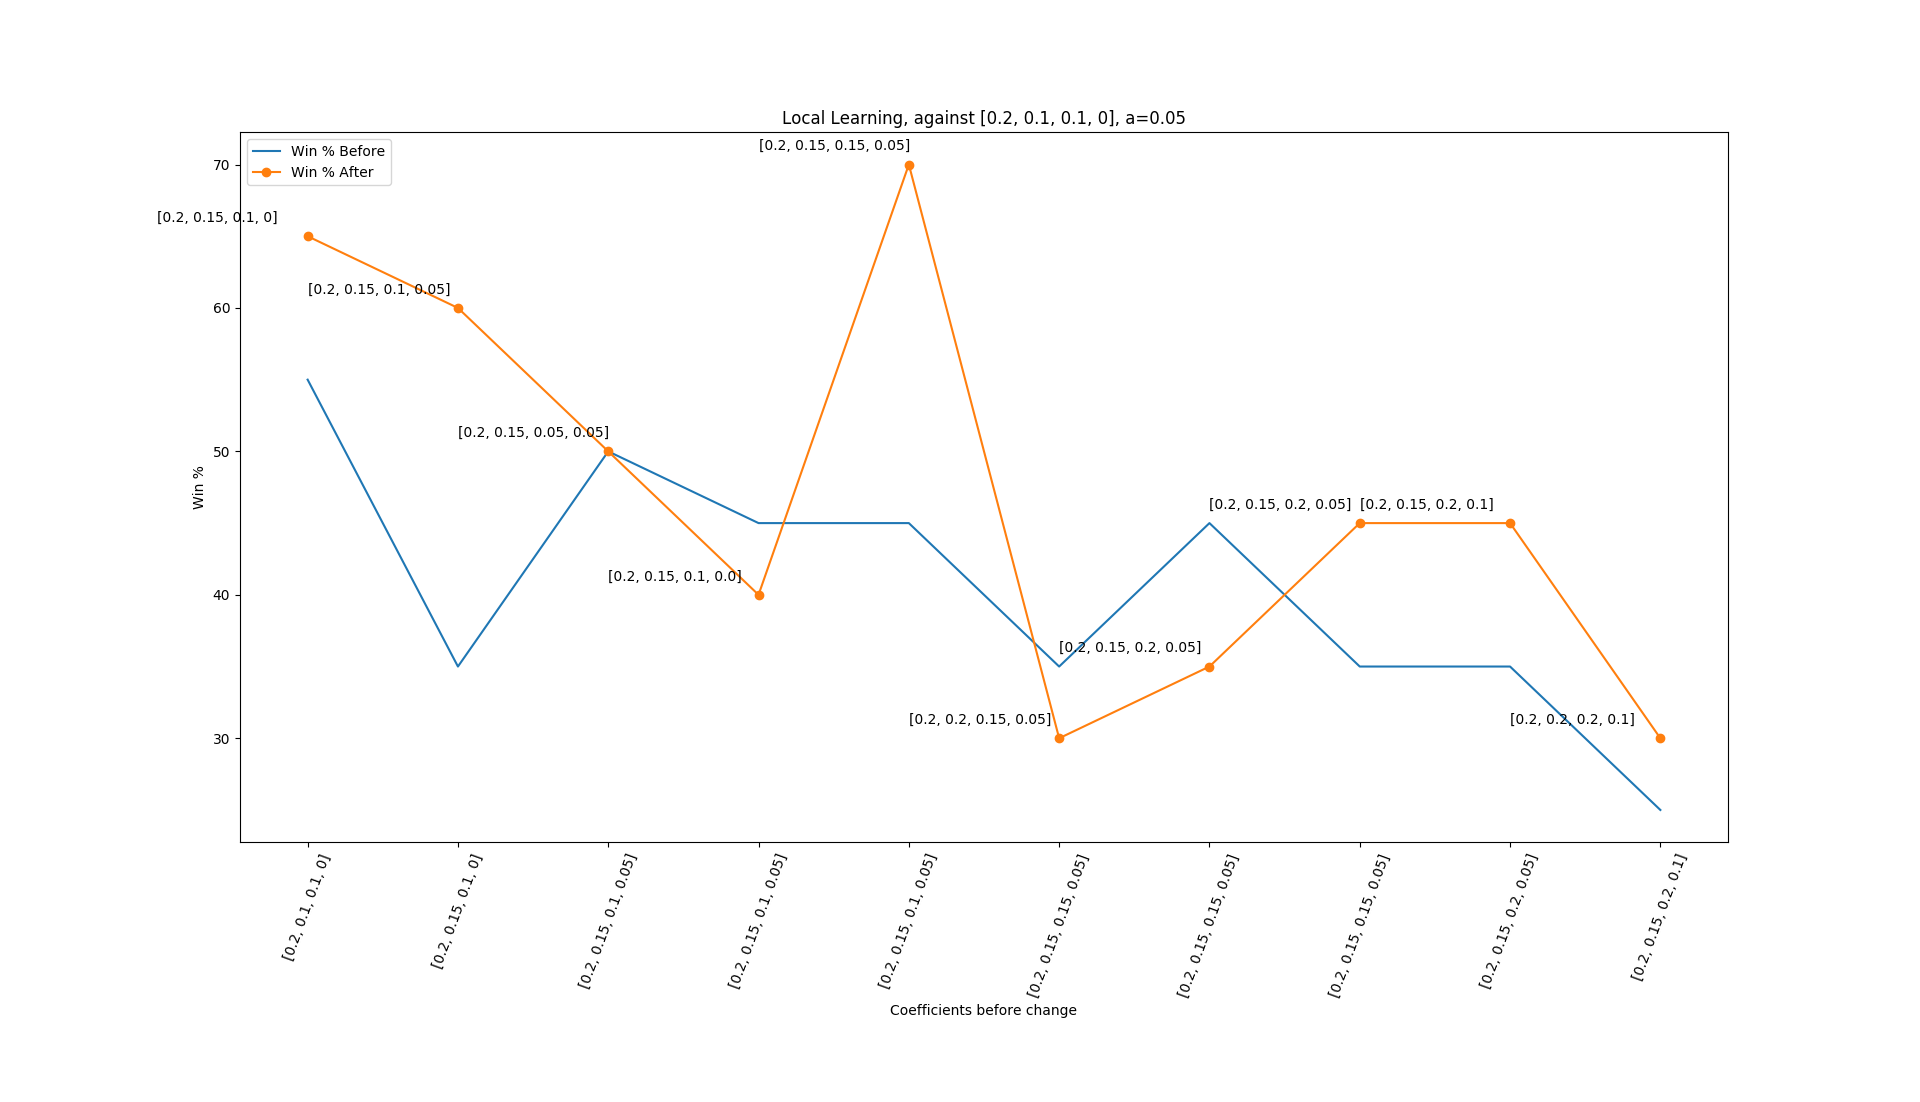 Local Learning, against [0.2, 0.1, 0.1, 0], a=0.05
Win % Before
Win % After
[0.2, 0.15, 0.15, 0.05]
[0.2, 0.15, 0.1, 0]
[0.2, 0.15, 0.1, 0.05]
[0.2, 0.15, 0.05, 0.05]
[0.2, 0.15, 0.2, 0.05] [0.2, 0.15, 0.2, 0.1]
[0.2, 0.15, 0.1, 0.0]
[0.2, 0.15, 0.2, 0.05]
[0.2, 0.2, 0.15, 0.05]
[0.2, 0.2, 0.2, 0.1]
70
60
50
40
30
Win %
[0.2, 0.1, 0.1, 0]
[0.2, 0.15, 0.1, 0]
[0.2, 0.15, 0.1, 0.05]
[0.2, 0.15, 0.1, 0.05]
[0.2, 0.15, 0.1, 0.05]
[0.2, 0.15, 0.15, 0.05]
[0.2, 0.15, 0.15, 0.05]
[0.2, 0.15, 0.15, 0.05]
[0.2, 0.15, 0.2, 0.05]
[0.2, 0.15, 0.2, 0.1]
Coefficients before change